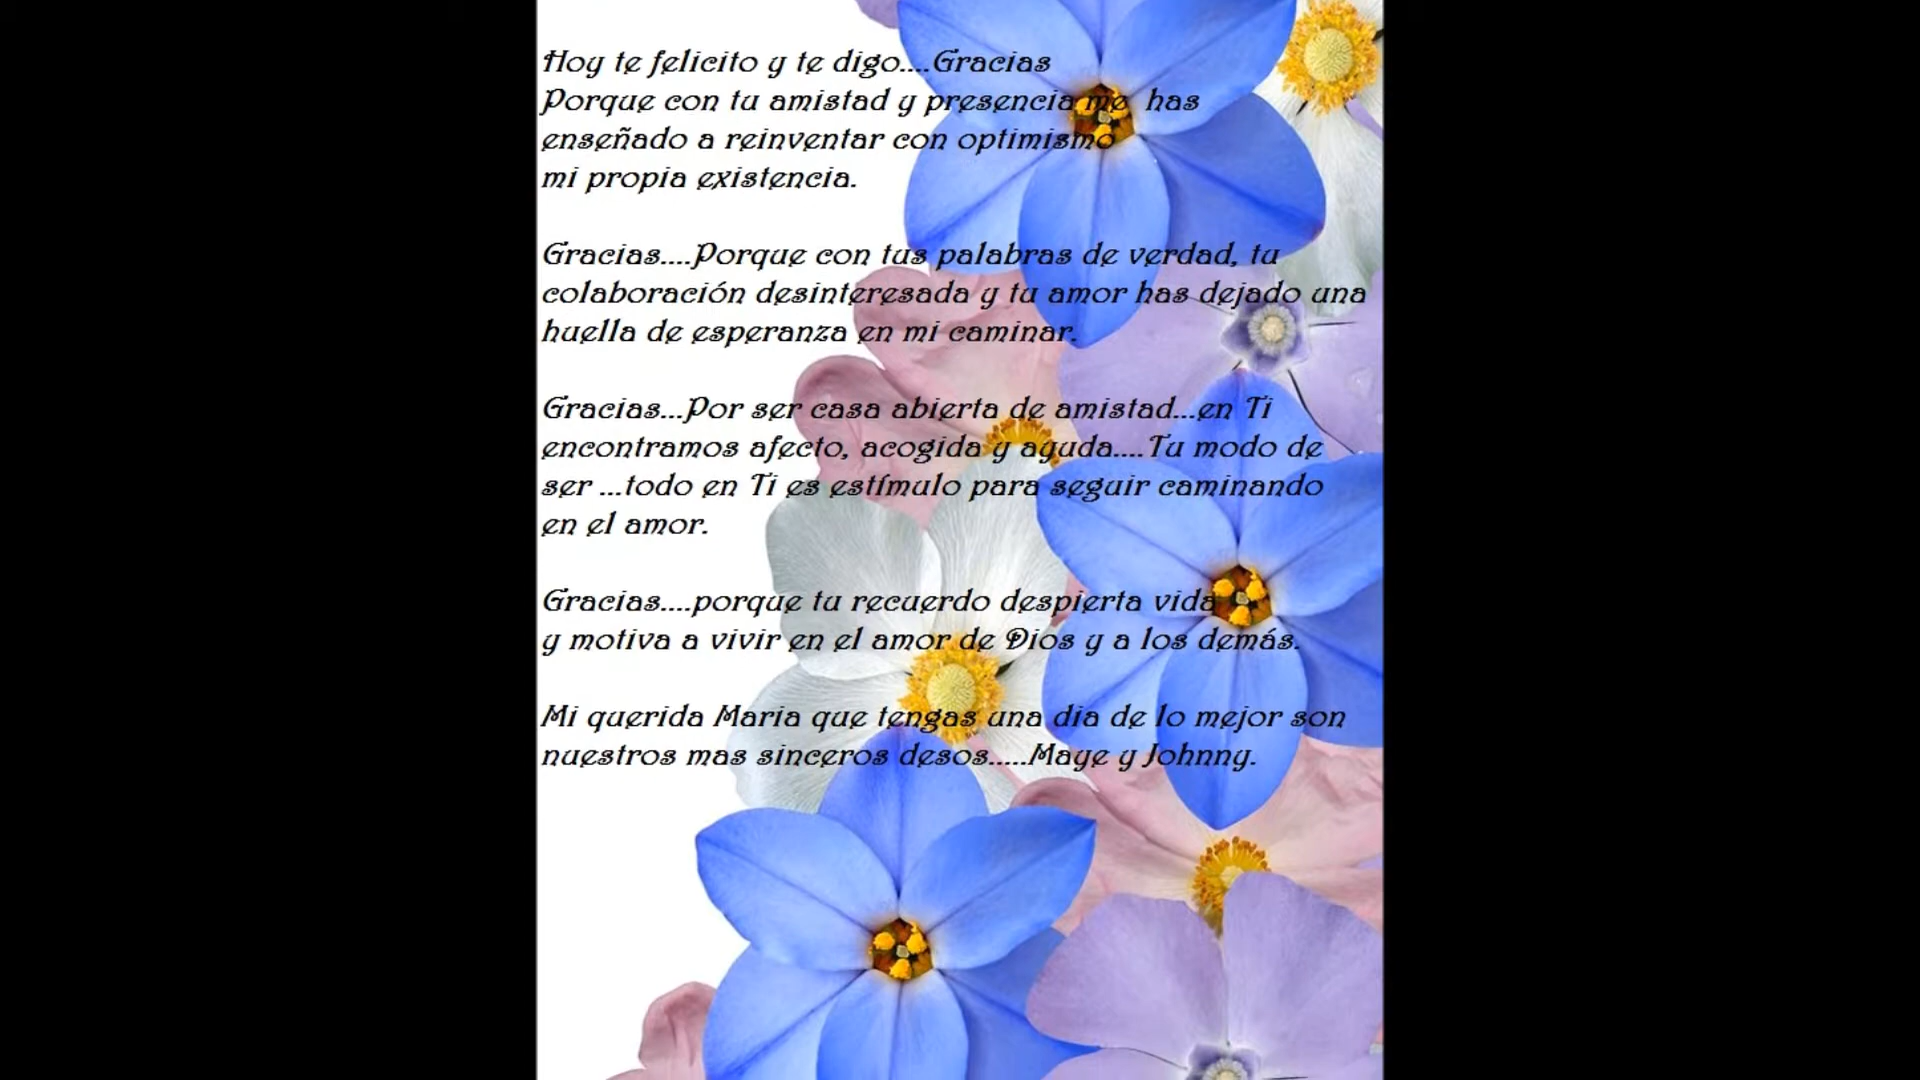 Hoy te felicito y te digo....Gracias
Porque con tu amistad y presencia me has
enseñado a reinventar con optimismo
mi propia existencia.
Gracias....Porque con tus palabras de verdad, tu
colaboración desinteresada y tu amor has dejado una
huella de esperanza en mi caminar.
Gracias...Por ser casa abierta de amistad...en Ti
encontramos afecto, acogida y ayuda....Tu modo de
ser ...todo en Ti es estímulo para seguir caminando
en el amor.
Gracias....porque tu recuerdo despierta vida
y motiva a vivir en el amor de Dios y a los demás.
Mi querida Maria que tengas una dia de lo mejor son
nuestros mas sinceros desos.....Maye y Johnny.